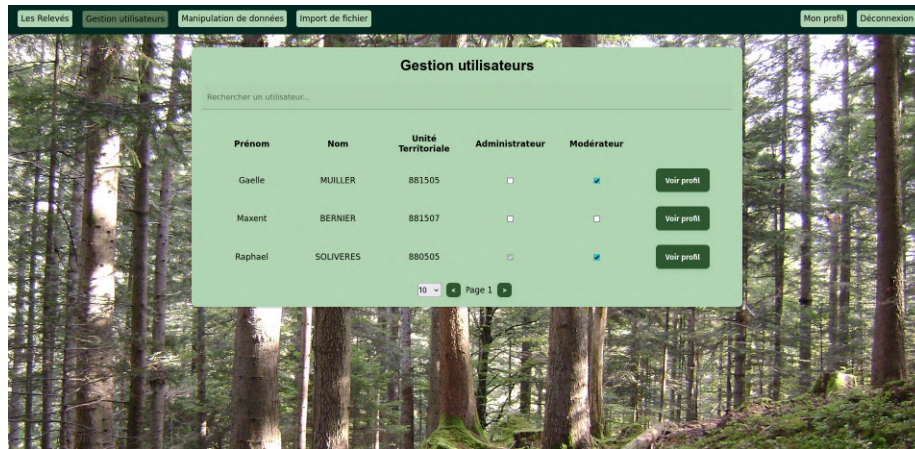 Les Relevés Gestion utilisateurs Manipulation de données Import de fichier Mon profil Déconnexion
Gestion utilisateurs
Rechercher un utilisateur...
Prénom Nom Unité Territoriale Administrateur Modérateur
Gaelle MUILLER 881505 Voir profil
Maxent BERNIER 881507 Voir profil
Raphael SOLIVERES 880505 Voir profil
10 < Page 1 >